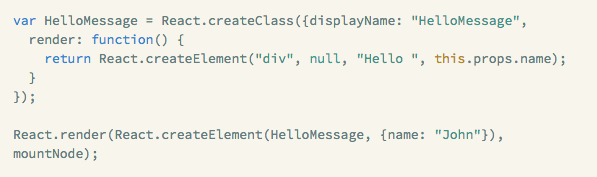 var HelloMessage = React.createClass({displayName: "HelloMessage",
  render: function() {
    return React.createElement("div", null, "Hello ", this.props.name);
  }
});

React.render(React.createElement(HelloMessage, {name: "John"}),
mountNode);